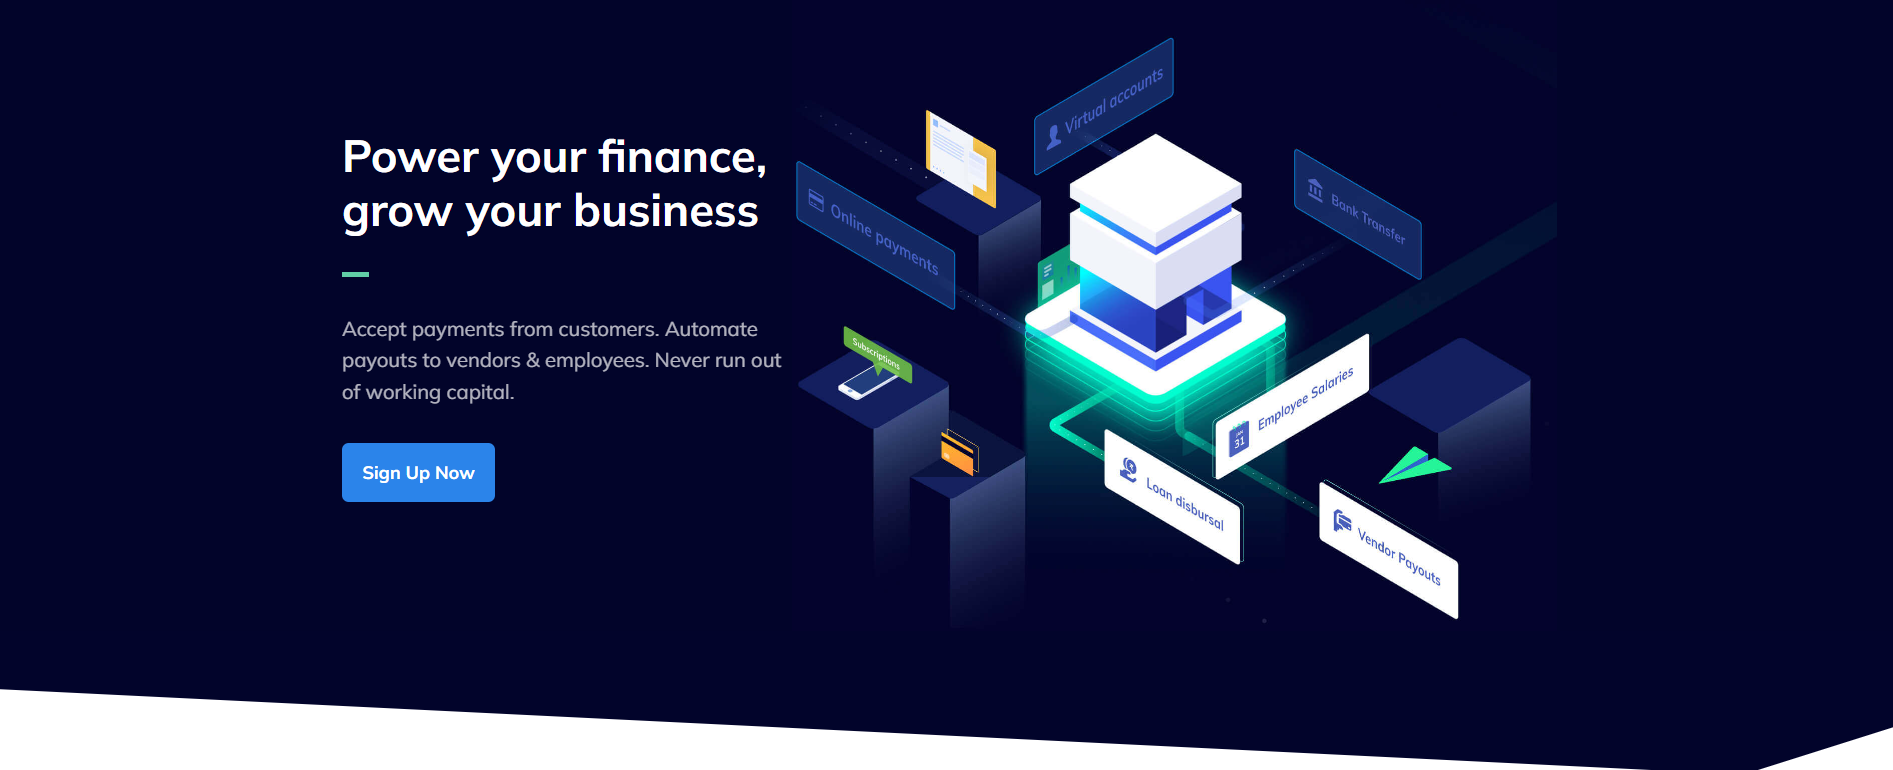 Power your finance,
grow your business
Accept payments from customers. Automate
payouts to vendors & employees. Never run out
of working capital.
Sign Up Now
Virtual accounts
Online payments
Bank Transfer
Subscriptions
Employee Salaries
JAN
31
Loan disbursal
Vendor Payouts